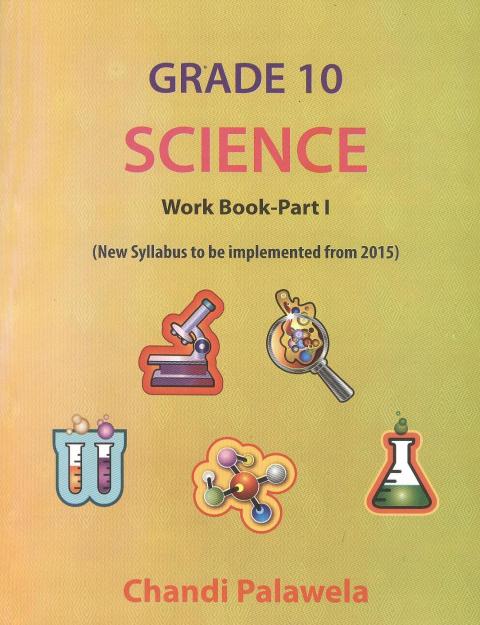 GRADE 10
SCIENCE
Work Book-Part I
(New Syllabus to be implemented from 2015)
Chandi Palawela